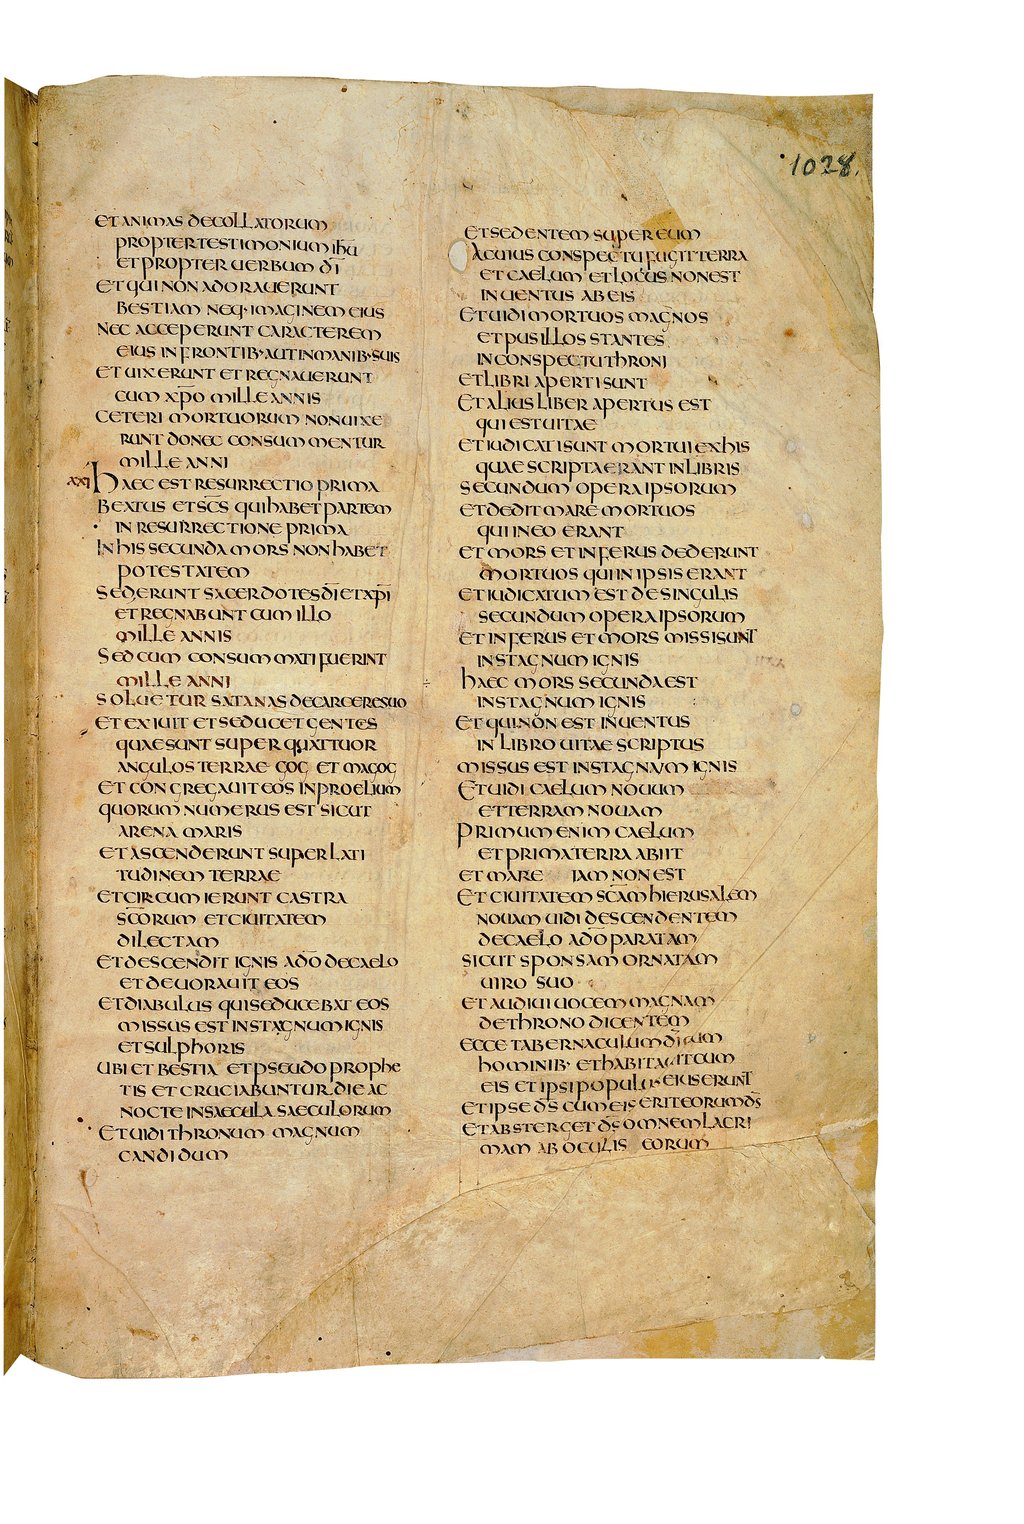 1028.
ET ANIMAS DECOLLATORUM
PROPTER TESTIMONIUM IHU
ET PROPTER UERBUM DI
ET QUI NON ADORAUERUNT
BESTIAM NEQ· IMAGINEM EIUS
NEC ACCEPERUNT CARACTEREM
EIUS IN FRONTIB· AUT IN MANIB· SUIS
ET UIXERUNT ET REGNAUERUNT
CUM XPO MILLE ANNIS
CETERI MORTUORUM NON UIXE
RUNT DONEC CONSUMMENTUR
MILLE ANNI
XXI HAEC EST RESURRECTIO PRIMA
BEATUS ET SCS QUI HABET PARTEM
IN RESURRECTIONE PRIMA
IN HIS SECUNDA MORS NON HABET
POTESTATEM
SED ERUNT SACERDOTES DI ET XPI
ET REGNABUNT CUM ILLO
MILLE ANNIS
SED CUM CONSUMMATI FUERINT
MILLE ANNI
SOLUETUR SATANAS DE CARCERE SUO
ET EXIUIT ET SEDUCET GENTES
QUAE SUNT SUPER QUATTUOR
ANGULOS TERRAE GOG ET MAGOG
ET CONGREGAUIT EOS IN PROELIUM
QUORUM NUMERUS EST SICUT
ARENA MARIS
ET ASCENDERUNT SUPER LATI
TUDINEM TERRAE
ET CIRCUMIERUNT CASTRA
SCORUM ET CIUITATEM
DILECTAM
ET DESCENDIT IGNIS A DO DE CAELO
ET DEUORAUIT EOS
ET DIABULUS QUI SEDUCEBAT EOS
MISSUS EST IN STAGNUM IGNIS
ET SULPHORIS
UBI ET BESTIA ET PSEUDOPROPHE
TIS ET CRUCIABUNTUR DIE AC
NOCTE IN SAECULA SAECULORUM
ET UIDI THRONUM MAGNUM
CANDIDUM
ET SEDENTEM SUPER EUM
A CUIUS CONSPECTU FUGIT TERRA
ET CAELUM ET LOCUS NON EST
INUENTUS AB EIS
ET UIDI MORTUOS MAGNOS
ET PUSILLOS STANTES
IN CONSPECTU THRONI
ET LIBRI APERTI SUNT
ET ALIUS LIBER APERTUS EST
QUI EST UITAE
ET IUDICATI SUNT MORTUI EX HIS
QUAE SCRIPTA ERANT IN LIBRIS
SECUNDUM OPERA IPSORUM
ET DEDIT MARE MORTUOS
QUI IN EO ERANT
ET MORS ET INFERUS DEDERUNT
MORTUOS QUI IN IPSIS ERANT
ET IUDICATUM EST DE SINGULIS
SECUNDUM OPERA IPSORUM
ET INFERUS ET MORS MISSI SUNT
IN STAGNUM IGNIS
HAEC MORS SECUNDA EST
IN STAGNUM IGNIS
ET QUI NON EST INUENTUS
IN LIBRO UITAE SCRIPTUS
MISSUS EST IN STAGNUM IGNIS
ET UIDI CAELUM NOUUM
ET TERRAM NOUAM
PRIMUM ENIM CAELUM
ET PRIMA TERRA ABIIT
ET MARE IAM NON EST
ET CIUITATEM SCAM HIERUSALEM
NOUAM UIDI DESCENDENTEM
DE CAELO A DO PARATAM
SICUT SPONSAM ORNATAM
UIRO SUO
ET AUDIUI UOCEM MAGNAM
DE THRONO DICENTEM
ECCE TABERNACULUM DI CUM
HOMINIB· ET HABITAUIT CUM
EIS ET IPSI POPULUS EIUS ERUNT
ET IPSE DS CUM EIS ERIT EORUM DS
ET ABSTERGET DS OMNEM LACRI
MAM AB OCULIS EORUM